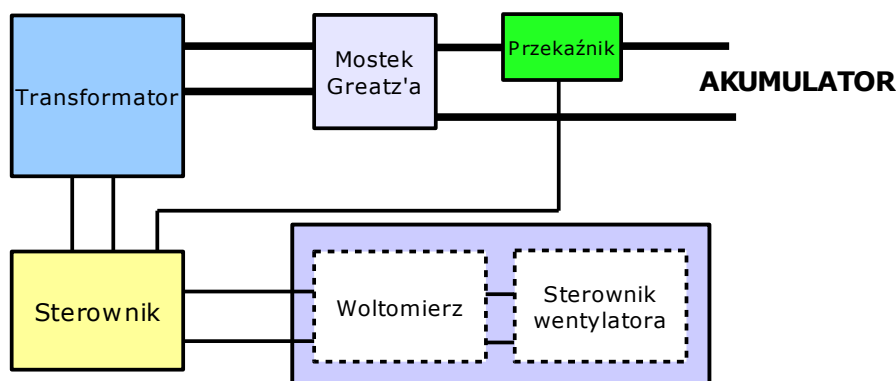 Transformator
Mostek
Greatz'a
Przekaźnik
AKUMULATOR
Sterownik
Woltomierz
Sterownik
wentylatora